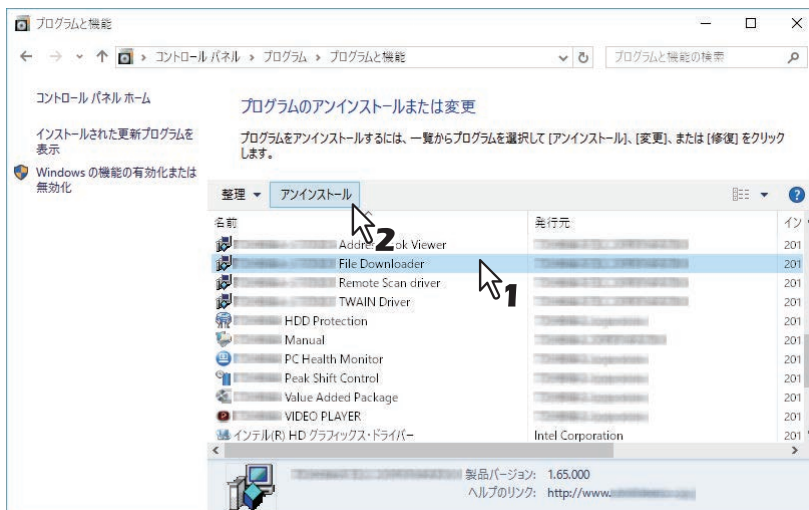 プログラムと機能
コントロール パネル › プログラム › プログラムと機能
プログラムと機能の検索
コントロール パネル ホーム
インストールされた更新プログラムを
表示
Windows の機能の有効化または
無効化
プログラムのアンインストールまたは変更
プログラムをアンインストールするには、一覧からプログラムを選択して [アンインストール]、[変更]、または [修復] をクリック
します。
整理 アンインストール
2
名前 発行元 イン
Viewer 201
File Downloader 201
1
Remote Scan driver 201
TWAIN Driver 201
HDD Protection 201
Manual 201
PC Health Monitor 201
Peak Shift Control 201
Value Added Package 201
VIDEO PLAYER 201
インテル(R) HD グラフィックス・ドライバー Intel Corporation 201
製品バージョン: 1.65.000
ヘルプのリンク: http://www.